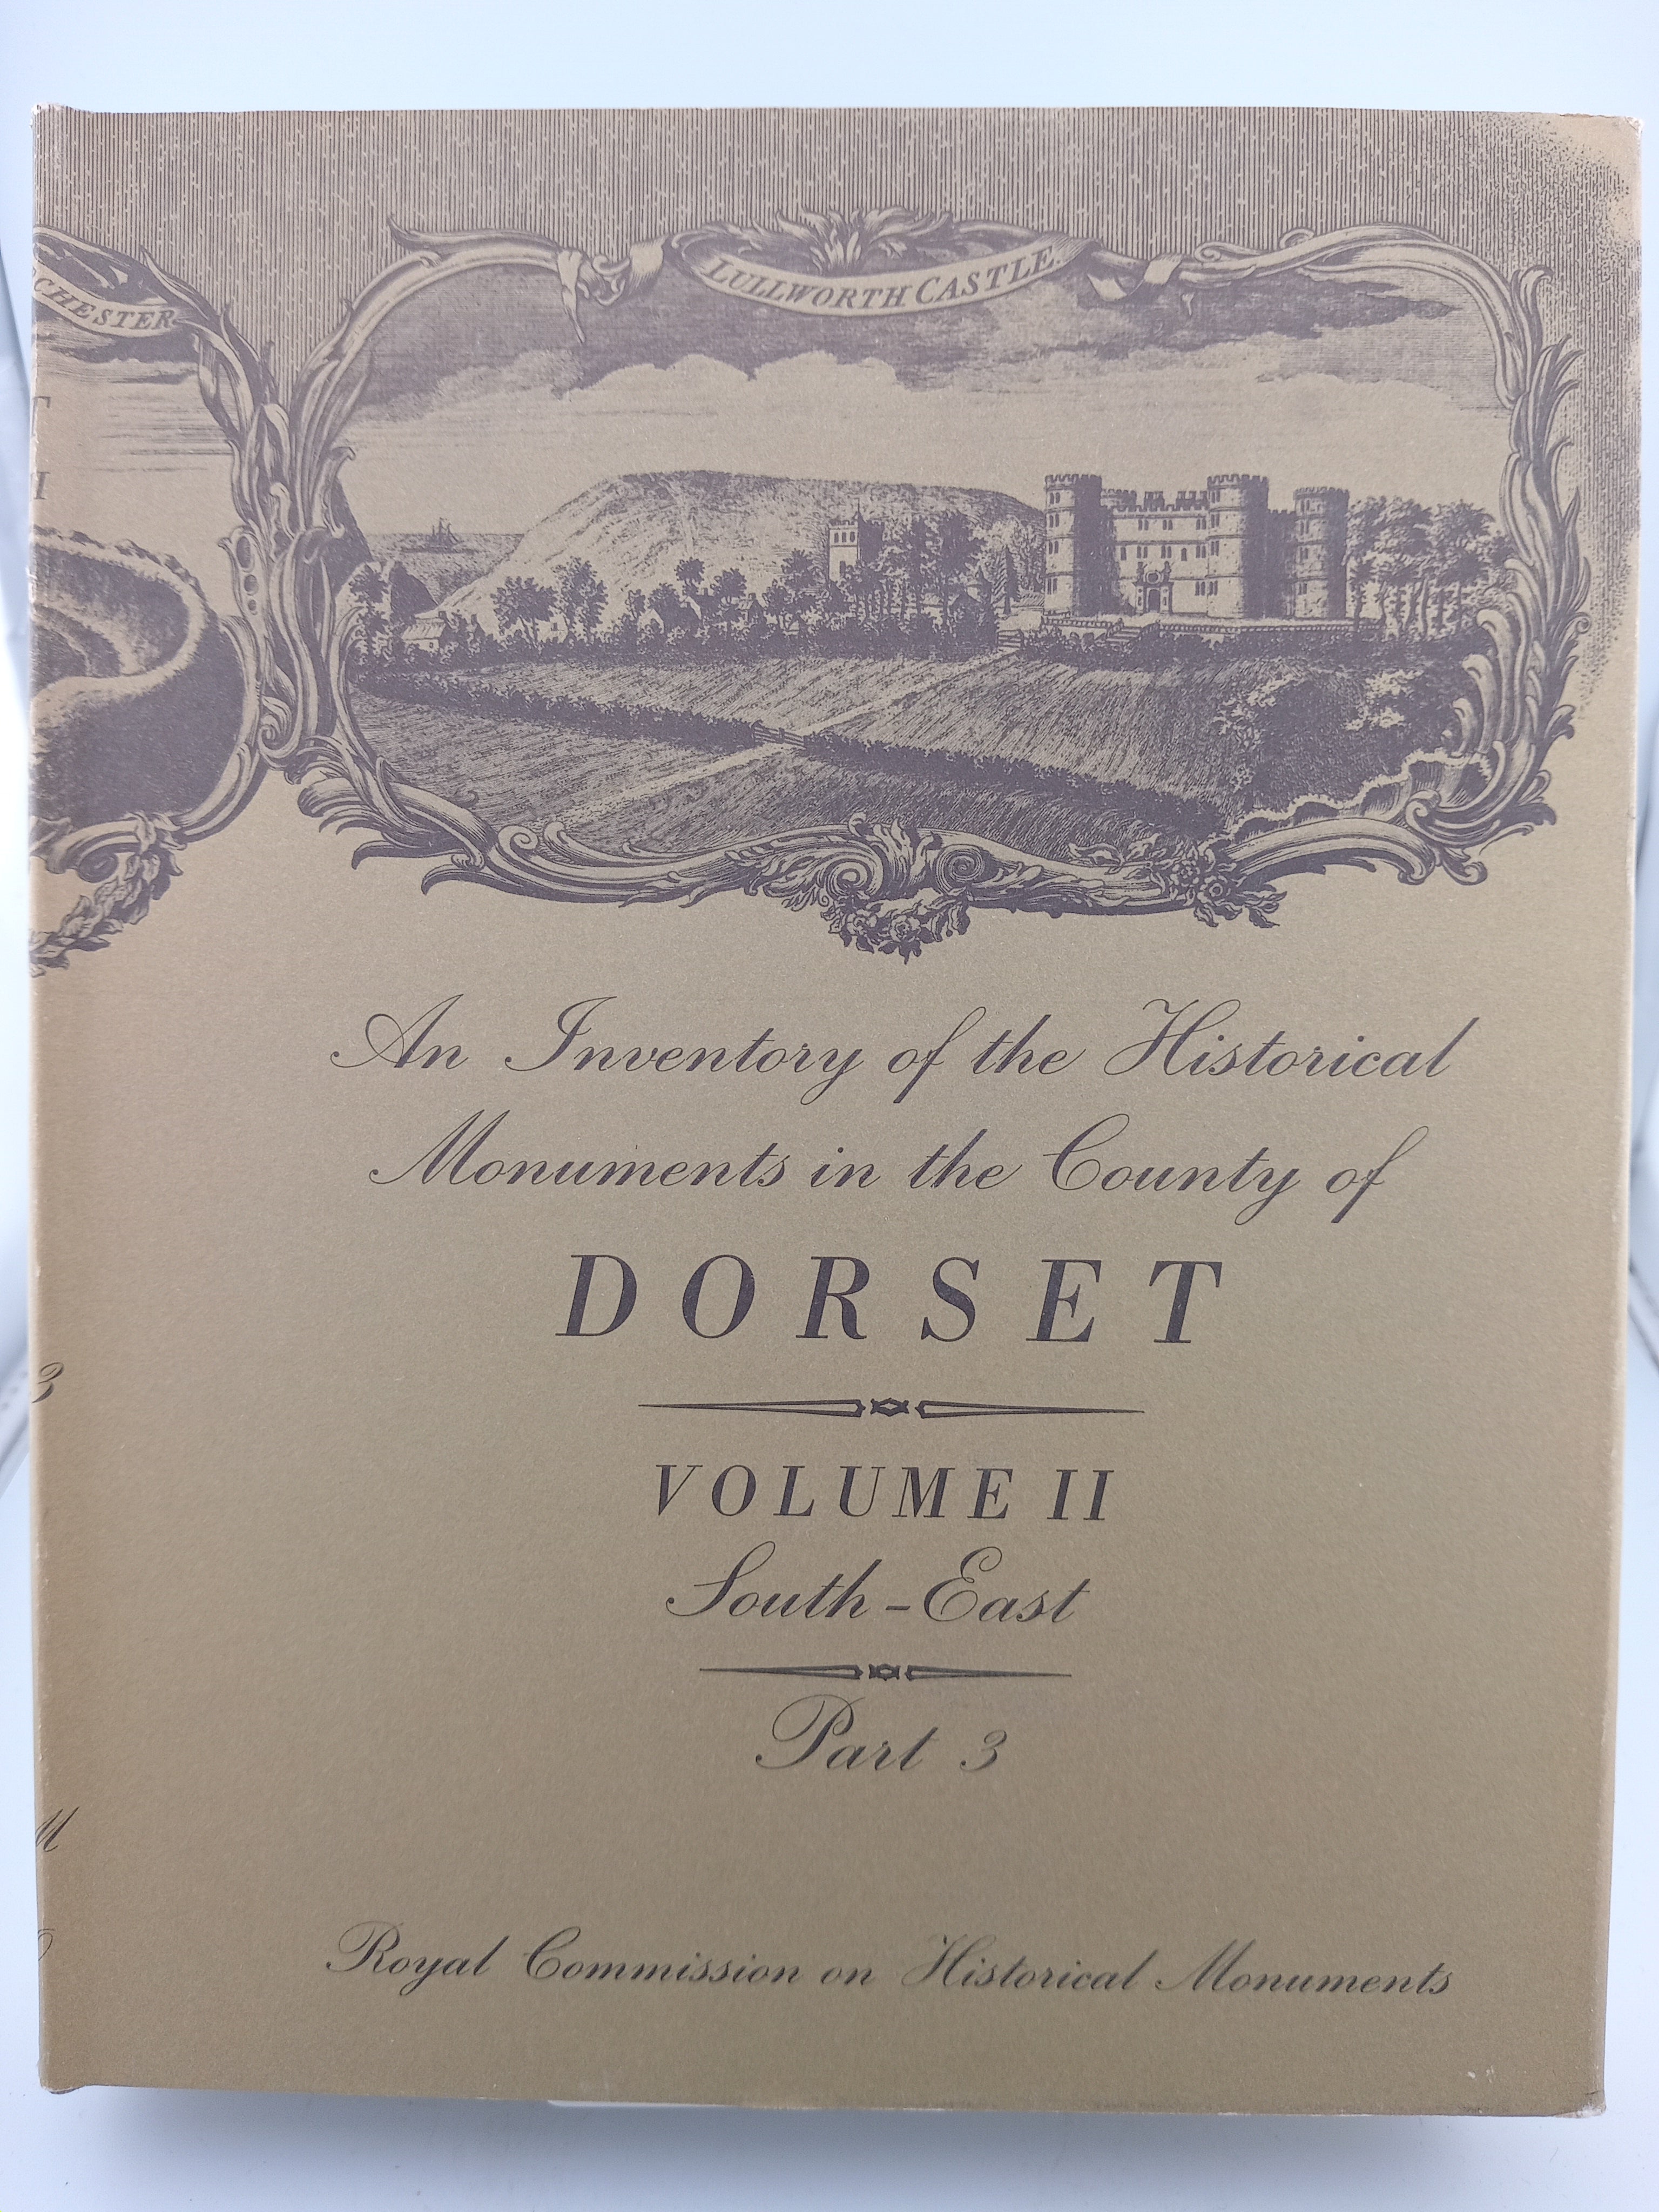 CHESTER
LULLWORTH CASTLE
An Inventory of the Historical
Monuments in the County of
DORSET
VOLUME II
South-East
Part 3
3
M
Royal Commission on Historical Monuments